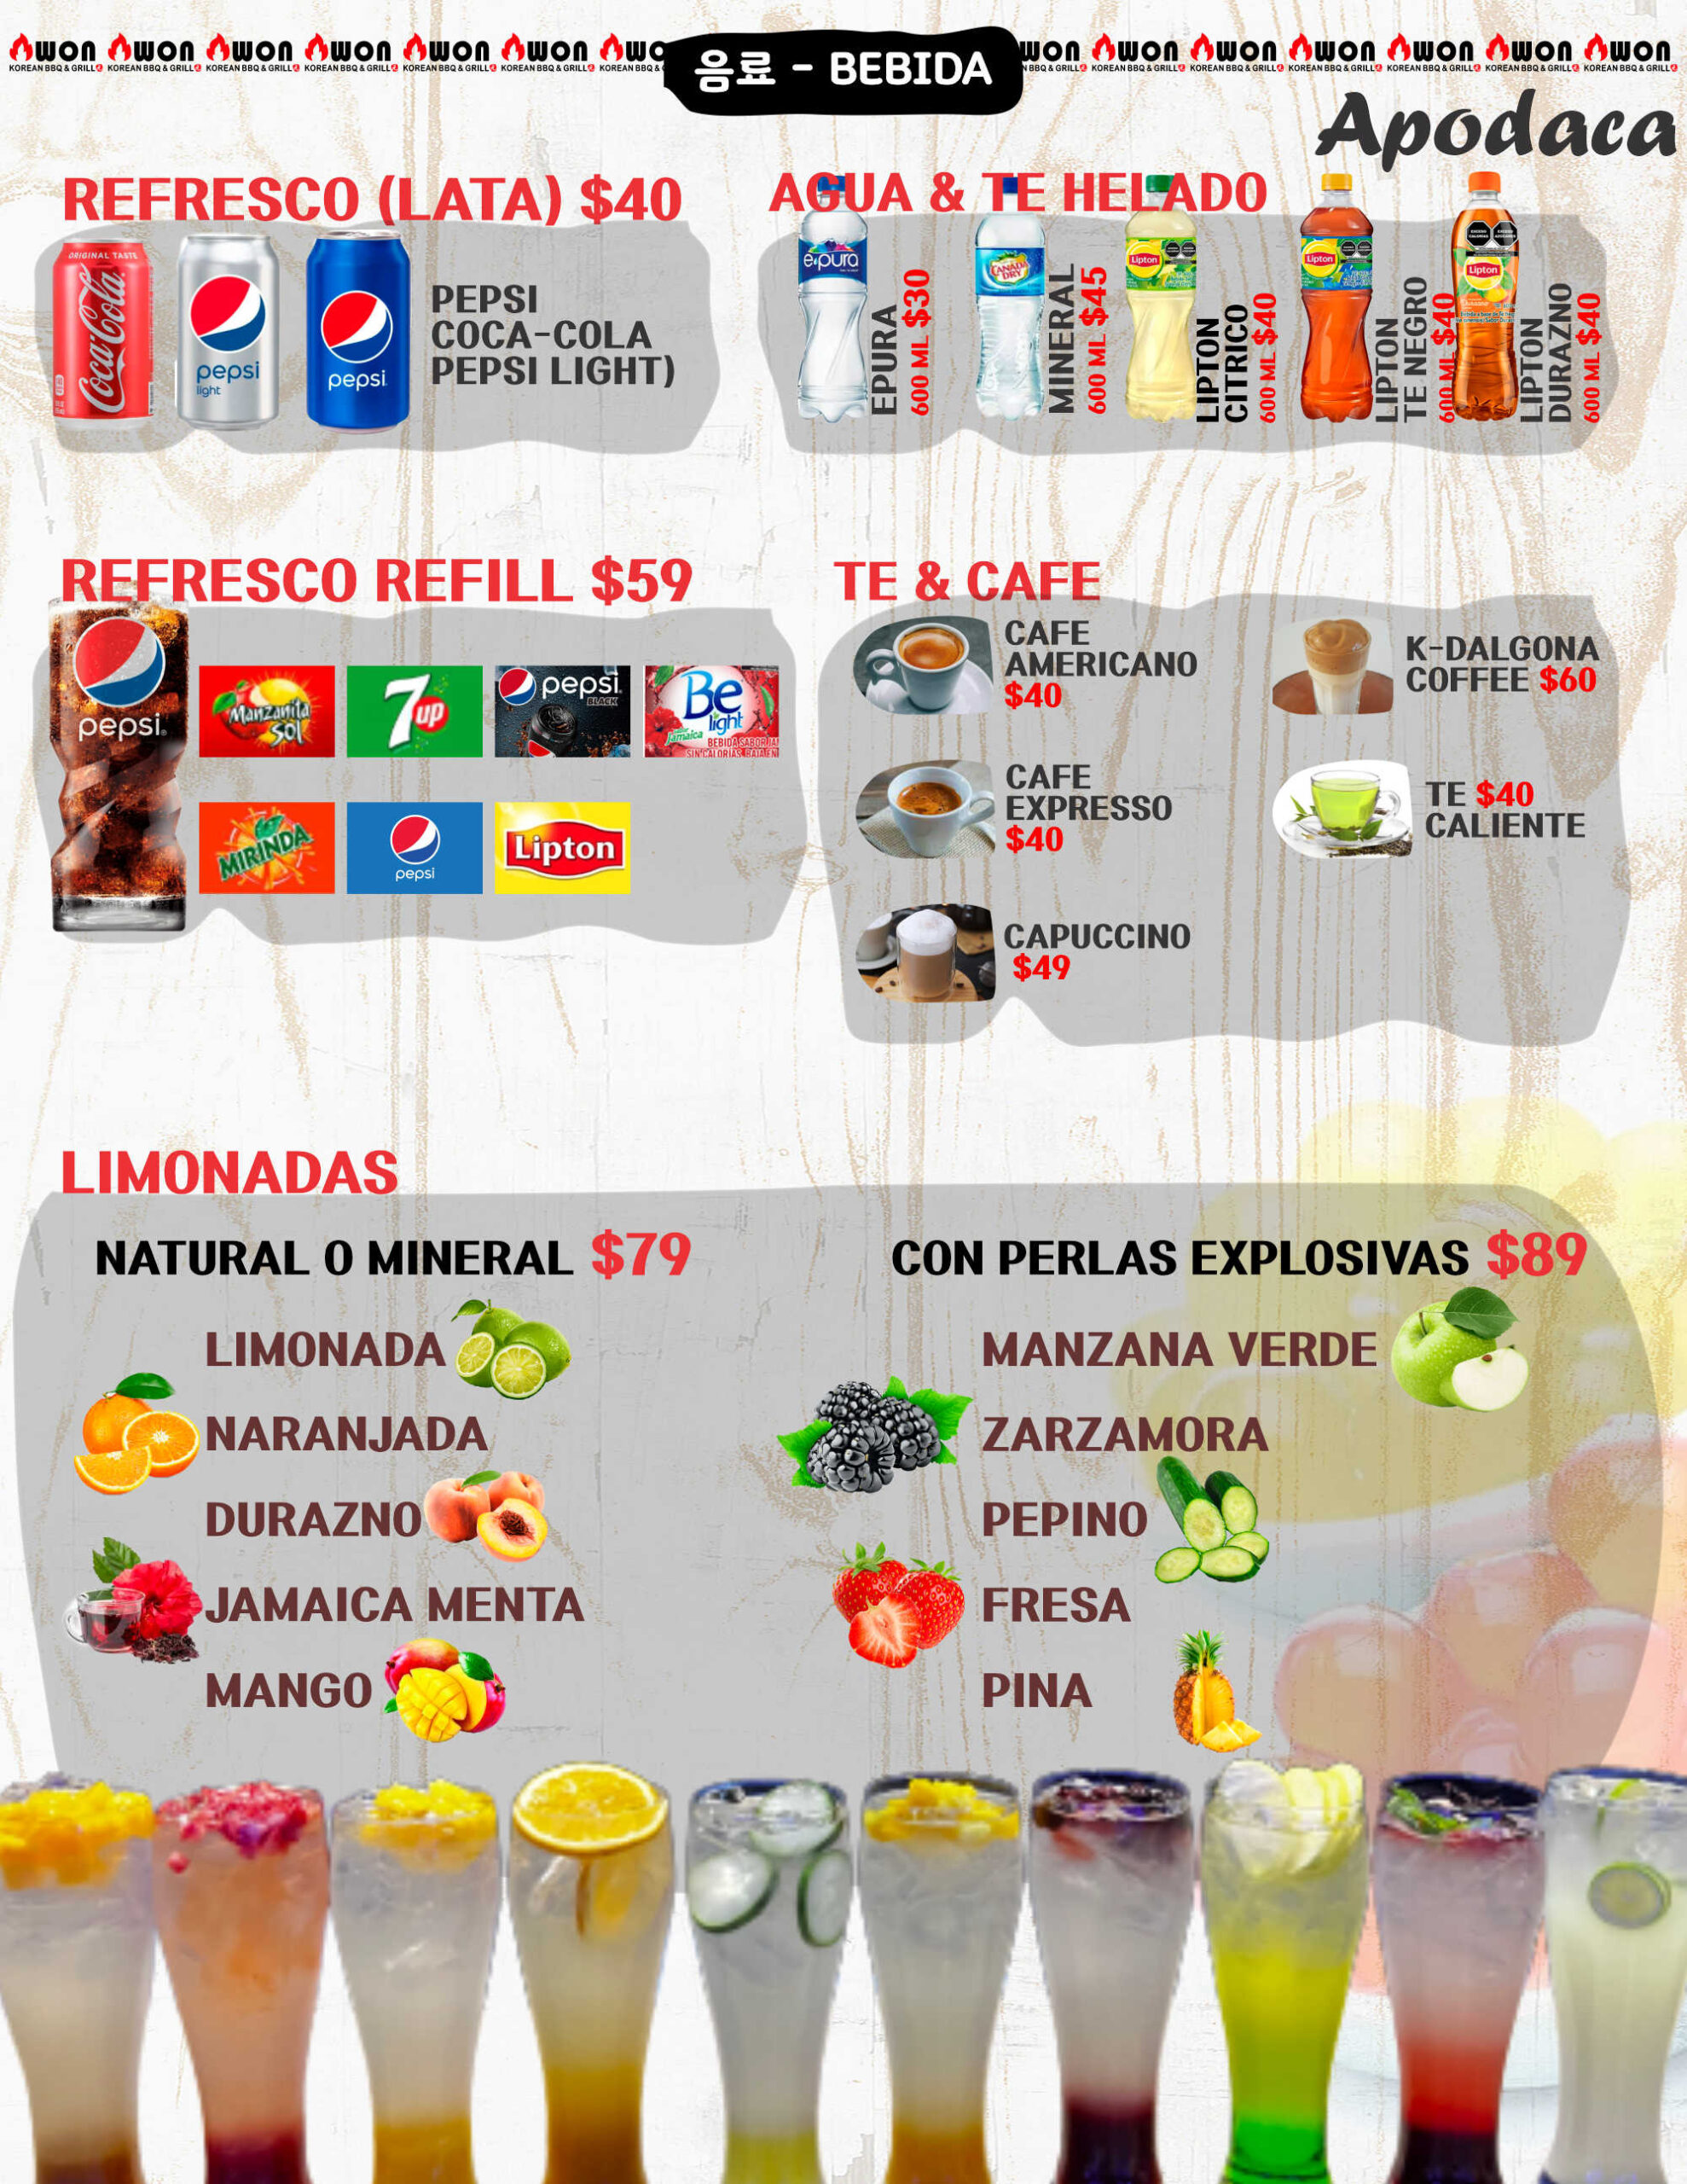 won won won won won won wo won won won won won won won
KOREAN BBQ & GRILL KOREAN BBQ & GRILL KOREAN BBQ & GRILL KOREAN BBQ & GRILL KOREAN BBQ & GRILL KOREAN BBQ & GRILL KOREAN BBQ & BBQ & GRILL KOREAN BBQ & GRILL KOREAN BBQ & GRILL KOREAN BBQ & GRILL KOREAN BBQ & GRILL KOREAN BBQ & GRILL KOREAN BBQ & GRILL
음료 - BEBIDA
Apodaca
REFRESCO (LATA) $40
ORIGINAL TASTE
Coca-Cola
pepsi
light
pepsi
PEPSI
COCA-COLA
PEPSI LIGHT)
AGUA & TE HELADO
epura
EPURA
600 ML $30
CANADA
DRY
MINERAL
600 ML $45
Lipton
LIPTON
CITRICO
600 ML $40
Lipton
LIPTON
TE NEGRO
600 ML $40
Lipton
LIPTON
DURAZNO
600 ML $40
REFRESCO REFILL $59
pepsi
Manzanita
Sol
7up
pepsi
BLACK
Be
light
Jamaica
BEBIDA SABOR JA
SIN CALORIAS, BAJA EN
MIRINDA
pepsi
Lipton
TE & CAFE
CAFE
AMERICANO
$40
K-DALGONA
COFFEE $60
CAFE
EXPRESSO
$40
TE $40
CALIENTE
CAPUCCINO
$49
LIMONADAS
NATURAL O MINERAL $79
LIMONADA
NARANJADA
DURAZNO
JAMAICA MENTA
MANGO
CON PERLAS EXPLOSIVAS $89
MANZANA VERDE
ZARZAMORA
PEPINO
FRESA
PINA